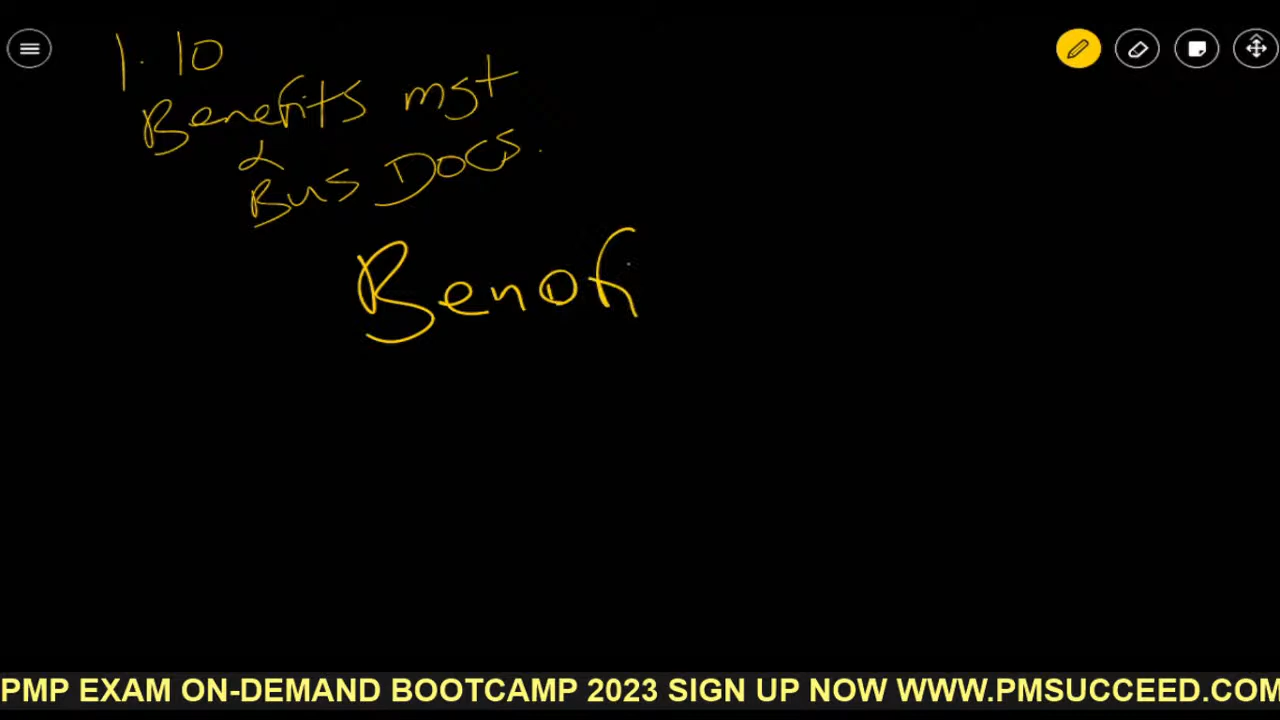 1.10
Benefits mgt
&
Bus Docs.
Benefi
PMP EXAM ON-DEMAND BOOTCAMP 2023 SIGN UP NOW WWW.PMSUCCEED.COM